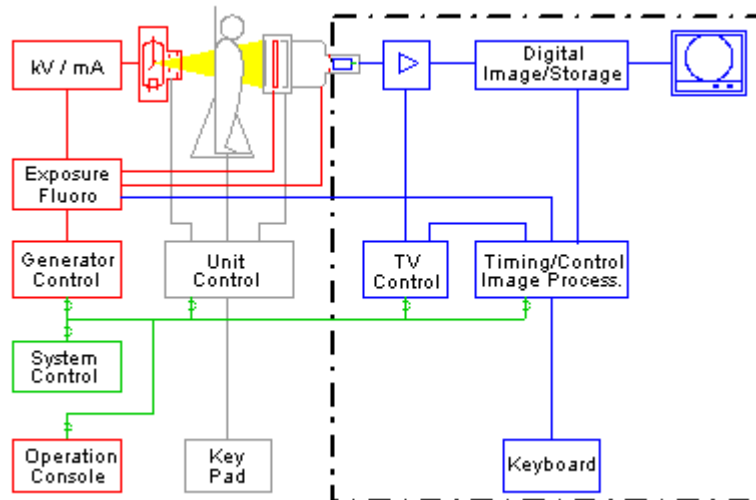 kV / mA
Digital
Image/Storage
Exposure
Fluoro
Generator
Control
Unit
Control
TV
Control
Timing/Control
Image Process.
System
Control
Operation
Console
Key
Pad
Keyboard